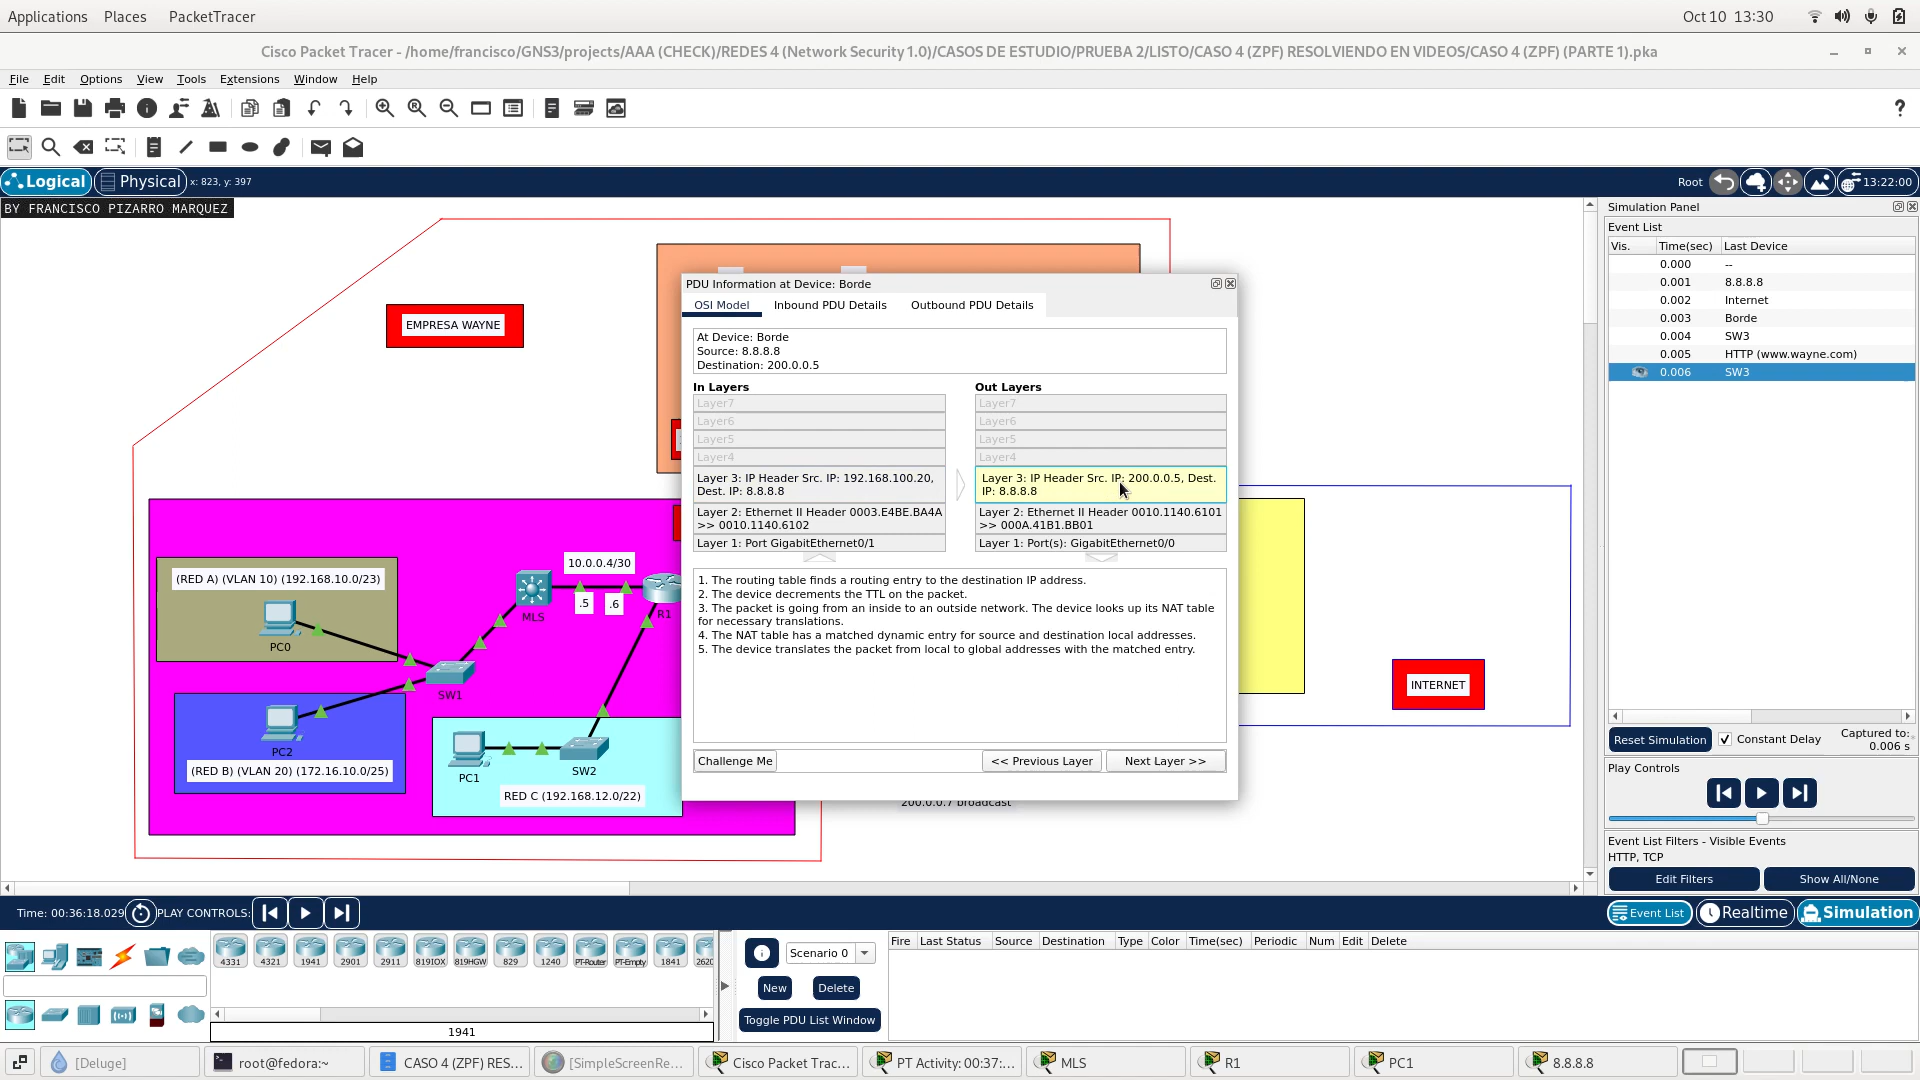 Applications Places PacketTracer Oct 10 13:30
Cisco Packet Tracer - /home/francisco/GNS3/projects/AAA (CHECK)/REDES 4 (Network Security 1.0)/CASOS DE ESTUDIO/PRUEBA 2/LISTO/CASO 4 (ZPF) RESOLVIENDO EN VIDEOS/CASO 4 (ZPF) (PARTE 1).pka
File Edit Options View Tools Extensions Window Help
Logical Physical x: 823, y: 397 Root 13:22:00
BY FRANCISCO PIZARRO MARQUEZ
EMPRESA WAYNE
(RED A) (VLAN 10) (192.168.10.0/23)
PC0
10.0.0.4/30
MLS
.5
.6
R1
SW1
PC2
(RED B) (VLAN 20) (172.16.10.0/25)
PC1
SW2
RED C (192.168.12.0/22)
INTERNET
200.0.0.7 broadcast
PDU Information at Device: Borde
OSI Model Inbound PDU Details Outbound PDU Details
At Device: Borde
Source: 8.8.8.8
Destination: 200.0.0.5
In Layers Out Layers
Layer7 Layer7
Layer6 Layer6
Layer5 Layer5
Layer4 Layer4
Layer 3: IP Header Src. IP: 192.168.100.20,
Dest. IP: 8.8.8.8
Layer 3: IP Header Src. IP: 200.0.0.5, Dest.
IP: 8.8.8.8
Layer 2: Ethernet II Header 0003.E4BE.BA4A
>> 0010.1140.6102
Layer 2: Ethernet II Header 0010.1140.6101
>> 000A.41B1.BB01
Layer 1: Port GigabitEthernet0/1
Layer 1: Port(s): GigabitEthernet0/0
1. The routing table finds a routing entry to the destination IP address.
2. The device decrements the TTL on the packet.
3. The packet is going from an inside to an outside network. The device looks up its NAT table
for necessary translations.
4. The NAT table has a matched dynamic entry for source and destination local addresses.
5. The device translates the packet from local to global addresses with the matched entry.
Challenge Me << Previous Layer Next Layer >>
Simulation Panel
Event List
Vis. Time(sec) Last Device
0.000 --
0.001 8.8.8.8
0.002 Internet
0.003 Borde
0.004 SW3
0.005 HTTP (www.wayne.com)
0.006 SW3
Reset Simulation Constant Delay Captured to:
0.006 s
Play Controls
Event List Filters - Visible Events
HTTP, TCP
Edit Filters Show All/None
Time: 00:36:18.029 PLAY CONTROLS: Event List Realtime Simulation
4331 4321 1941 2901 2911 819IOX 819HGW 829 1240 PT-Router PT-Empty 1841 2620
1941
Scenario 0
New Delete
Toggle PDU List Window
Fire Last Status Source Destination Type Color Time(sec) Periodic Num Edit Delete
[Deluge] root@fedora:~ CASO 4 (ZPF) RES... [SimpleScreenRe... Cisco Packet Trac... PT Activity: 00:37:... MLS R1 PC1 8.8.8.8